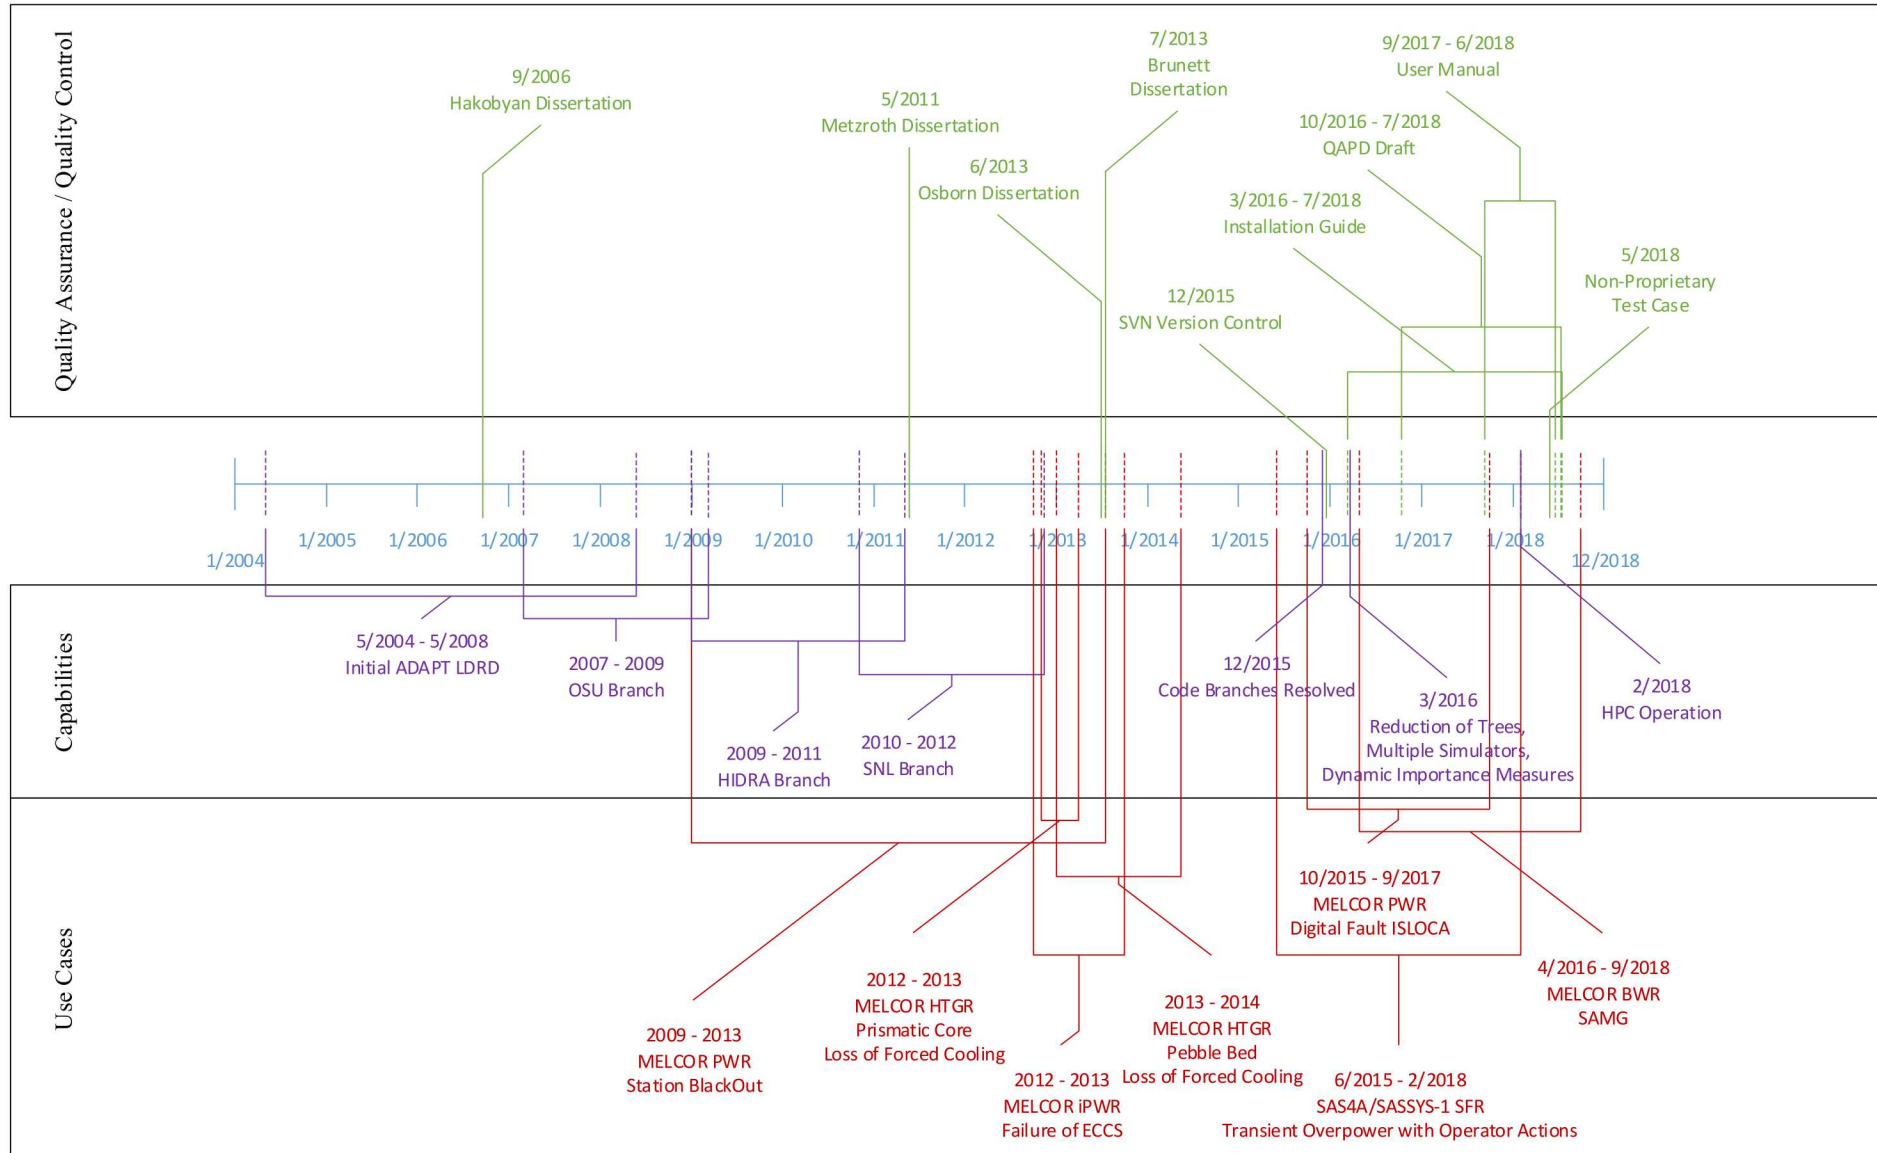 Quality Assurance / Quality Control
9/2006
Hakobyan Dissertation
5/2011
Metzroth Dissertation
6/2013
Osborn Dissertation
7/2013
Brunett
Dissertation
9/2017 - 6/2018
User Manual
10/2016 - 7/2018
QAPD Draft
3/2016 - 7/2018
Installation Guide
12/2015
SVN Version Control
5/2018
Non-Proprietary
Test Case
1/2004
1/2005
1/2006
1/2007
1/2008
1/2009
1/2010
1/2011
1/2012
1/2013
1/2014
1/2015
1/2016
1/2017
1/2018
12/2018
Capabilities
5/2004 - 5/2008
Initial ADAPT LDRD
2007 - 2009
OSU Branch
2009 - 2011
HIDRA Branch
2010 - 2012
SNL Branch
12/2015
Code Branches Resolved
3/2016
Reduction of Trees,
Multiple Simulators,
Dynamic Importance Measures
2/2018
HPC Operation
Use Cases
2009 - 2013
MELCOR PWR
Station BlackOut
2012 - 2013
MELCOR HTGR
Prismatic Core
Loss of Forced Cooling
2012 - 2013
MELCOR iPWR
Failure of ECCS
2013 - 2014
MELCOR HTGR
Pebble Bed
Loss of Forced Cooling
10/2015 - 9/2017
MELCOR PWR
Digital Fault ISLOCA
6/2015 - 2/2018
SAS4A/SASSYS-1 SFR
Transient Overpower with Operator Actions
4/2016 - 9/2018
MELCOR BWR
SAMG